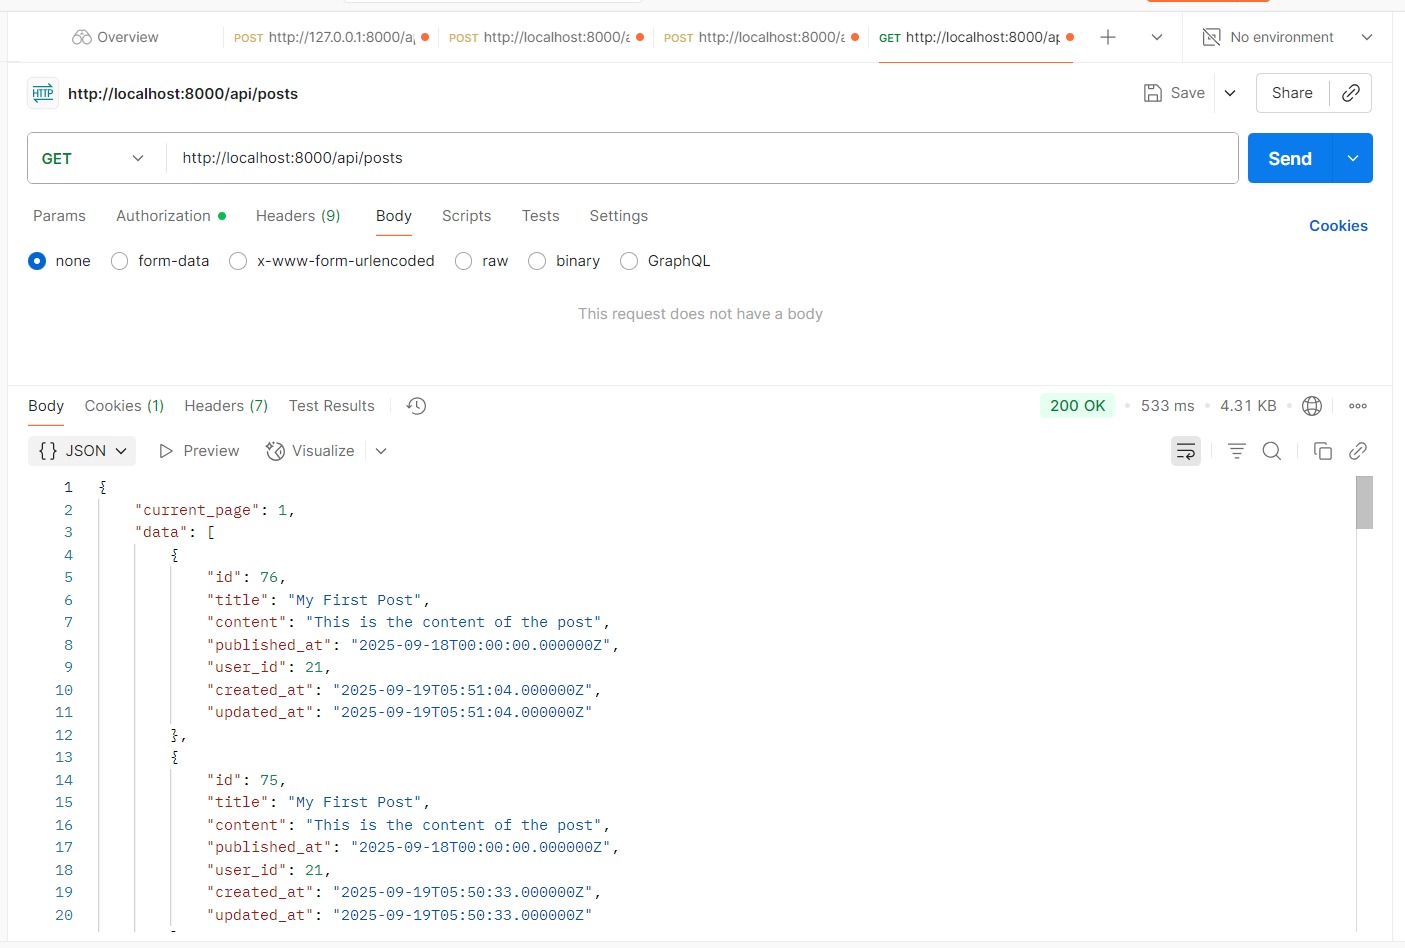 Overview POST http://127.0.0.1:8000/a POST http://localhost:8000/a POST http://localhost:8000/a GET http://localhost:8000/ap No environment
HTTP http://localhost:8000/api/posts Save Share
GET http://localhost:8000/api/posts Send
Params Authorization Headers (9) Body Scripts Tests Settings Cookies
none form-data x-www-form-urlencoded raw binary GraphQL
This request does not have a body
Body Cookies (1) Headers (7) Test Results 200 OK 533 ms 4.31 KB
{} JSON Preview Visualize
1 {
2 "current_page": 1,
3 "data": [
4 {
5 "id": 76,
6 "title": "My First Post",
7 "content": "This is the content of the post",
8 "published_at": "2025-09-18T00:00:00.000000Z",
9 "user_id": 21,
10 "created_at": "2025-09-19T05:51:04.000000Z",
11 "updated_at": "2025-09-19T05:51:04.000000Z"
12 },
13 {
14 "id": 75,
15 "title": "My First Post",
16 "content": "This is the content of the post",
17 "published_at": "2025-09-18T00:00:00.000000Z",
18 "user_id": 21,
19 "created_at": "2025-09-19T05:50:33.000000Z",
20 "updated_at": "2025-09-19T05:50:33.000000Z"